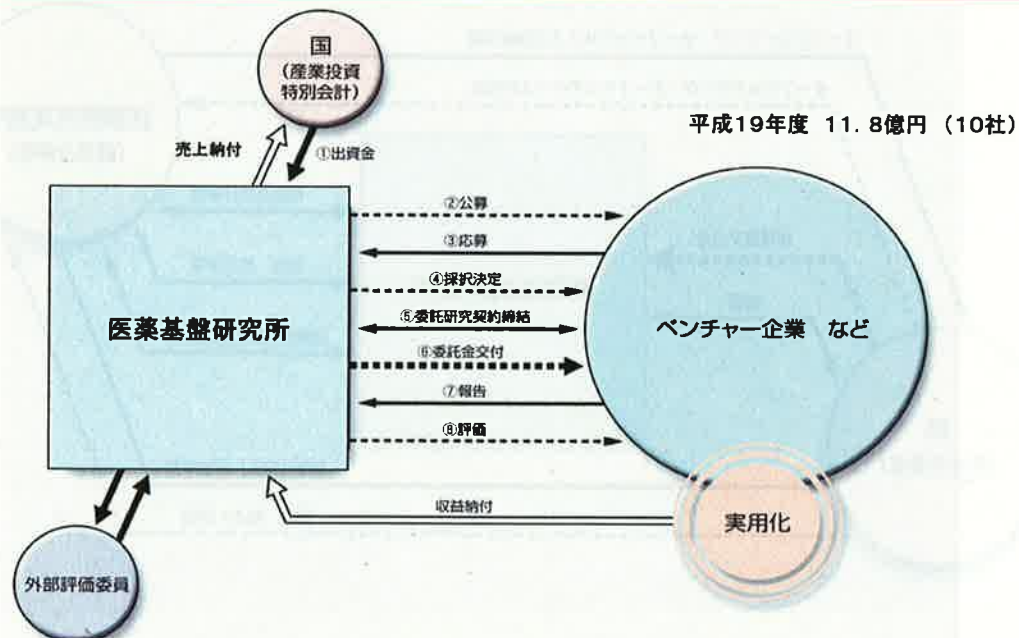 国
(産業投資
特別会計)
平成19年度 11.8億円 (10社)
売上納付
①出資金
②公募
③応募
④採択決定
⑤委託研究契約締結
⑥委託金交付
⑦報告
⑧評価
医薬基盤研究所
ベンチャー企業 など
収益納付
実用化
外部評価委員